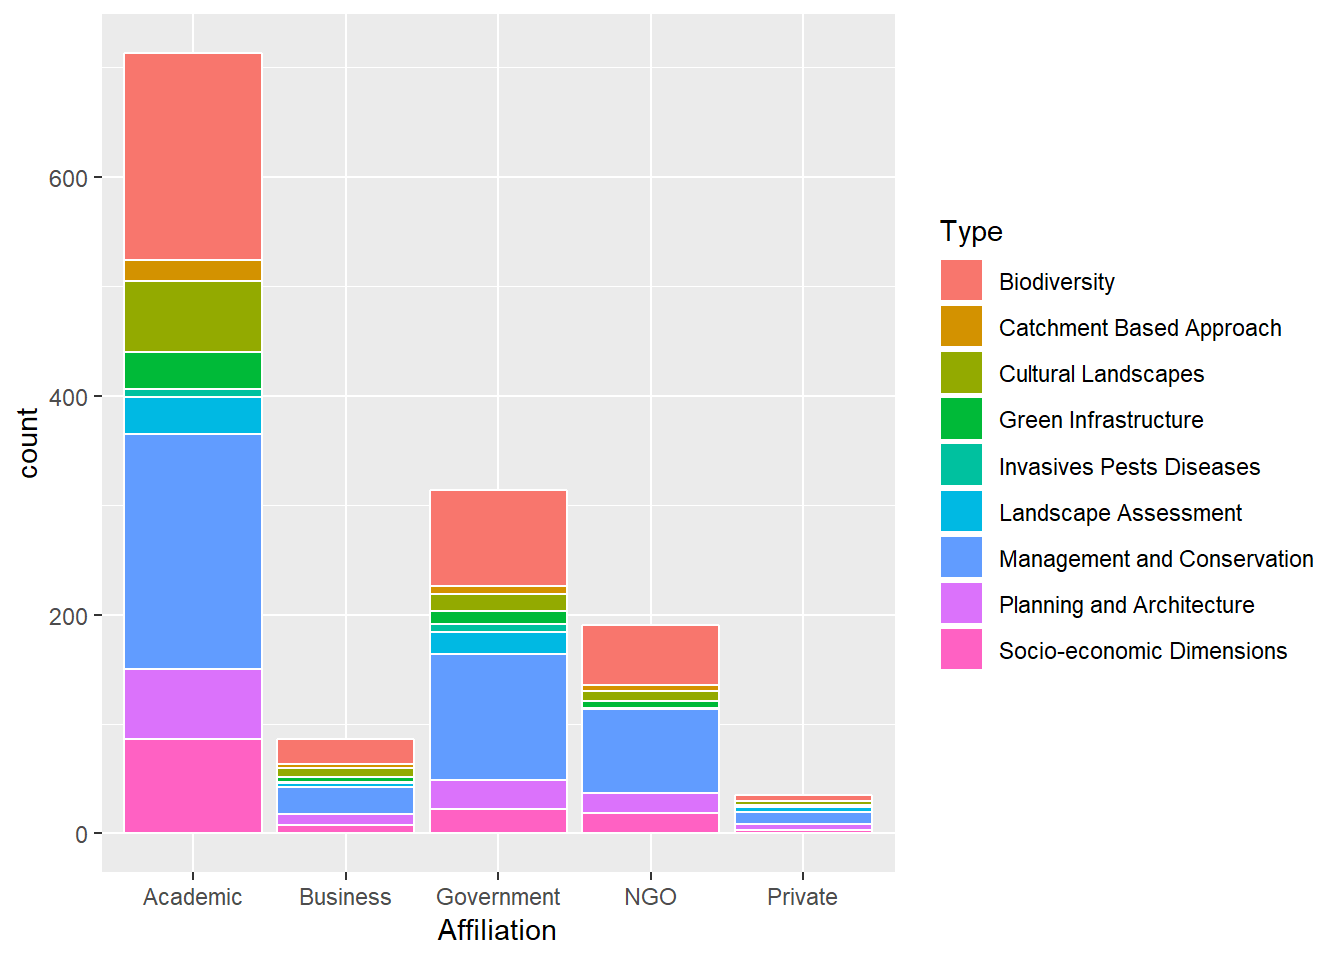 600
400
200
0
count
Academic
Business
Government
NGO
Private
Affiliation
Type
Biodiversity
Catchment Based Approach
Cultural Landscapes
Green Infrastructure
Invasives Pests Diseases
Landscape Assessment
Management and Conservation
Planning and Architecture
Socio-economic Dimensions